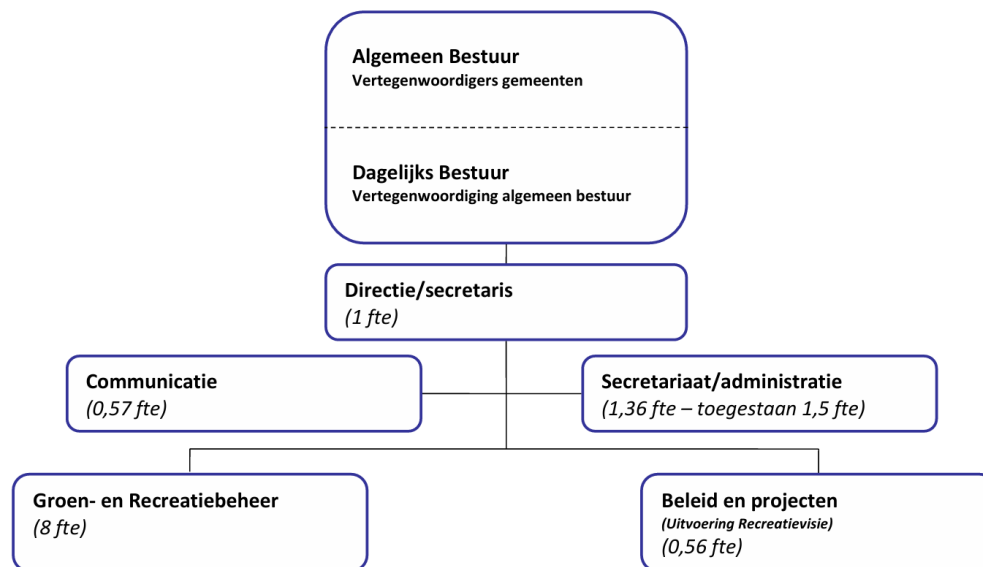 Algemeen Bestuur
Vertegenwoordigers gemeenten
Dagelijks Bestuur
Vertegenwoordiging algemeen bestuur
Directie/secretaris
(1 fte)
Communicatie
(0,57 fte)
Secretariaat/administratie
(1,36 fte – toegestaan 1,5 fte)
Groen- en Recreatiebeheer
(8 fte)
Beleid en projecten
(Uitvoering Recreatievisie)
(0,56 fte)